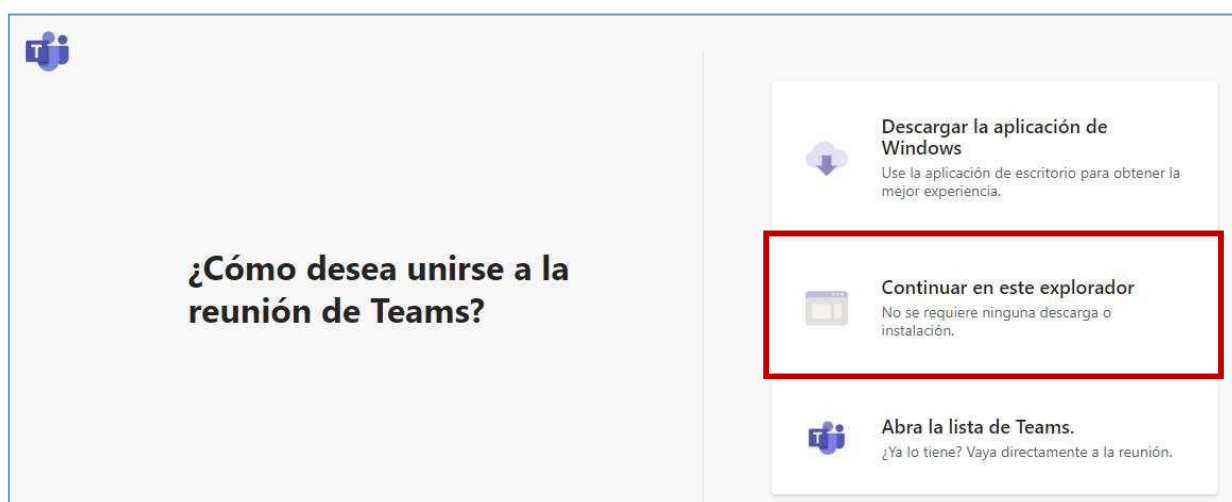 ¿Cómo desea unirse a la
reunión de Teams?
Descargar la aplicación de
Windows
Use la aplicación de escritorio para obtener la
mejor experiencia.
Continuar en este explorador
No se requiere ninguna descarga o
instalación.
Abra la lista de Teams.
¿Ya lo tiene? Vaya directamente a la reunión.